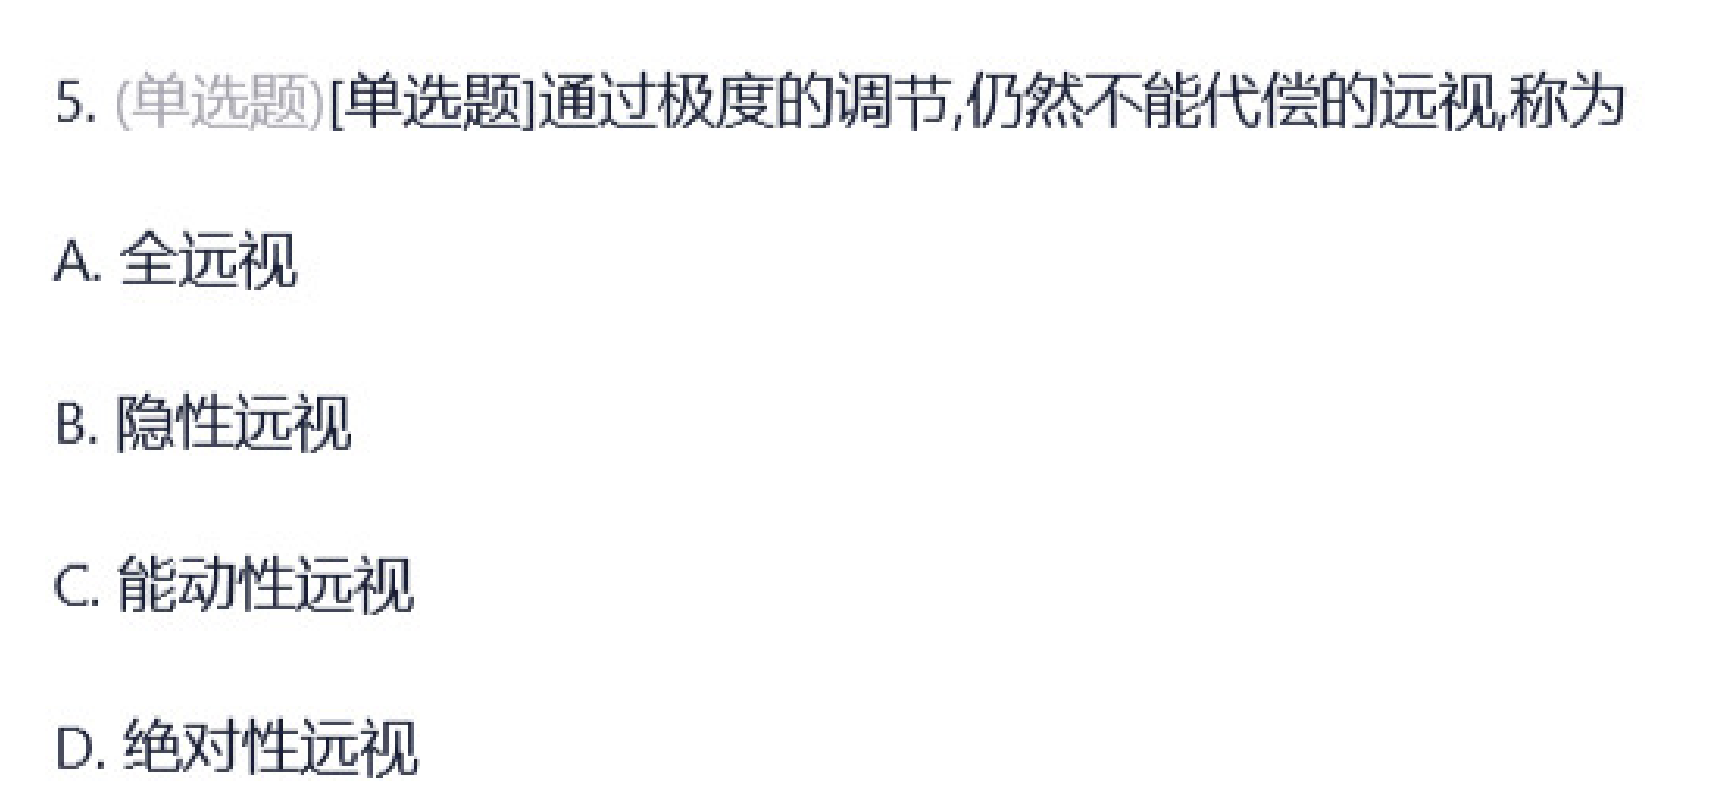 5. (单选题)[单选题]通过极度的调节,仍然不能代偿的远视,称为
A. 全远视
B. 隐性远视
C. 能动性远视
D. 绝对性远视